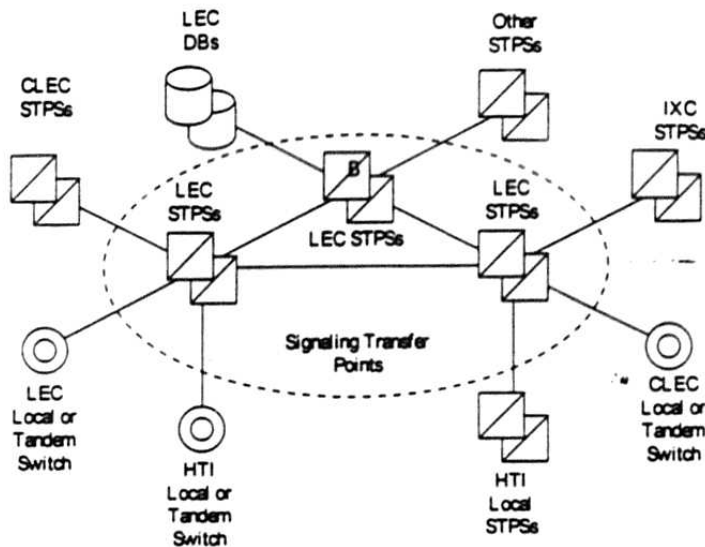 LEC
DBs
Other
STPSs
CLEC
STPSs
IXC
STPSs
B
LEC
STPSs
LEC
STPSs
LEC STPSs
Signaling Transfer
Points
LEC
Local or
Tandem
Switch
HTI
Local or
Tandem
Switch
HTI
Local
STPSs
CLEC
Local or
Tandem
Switch